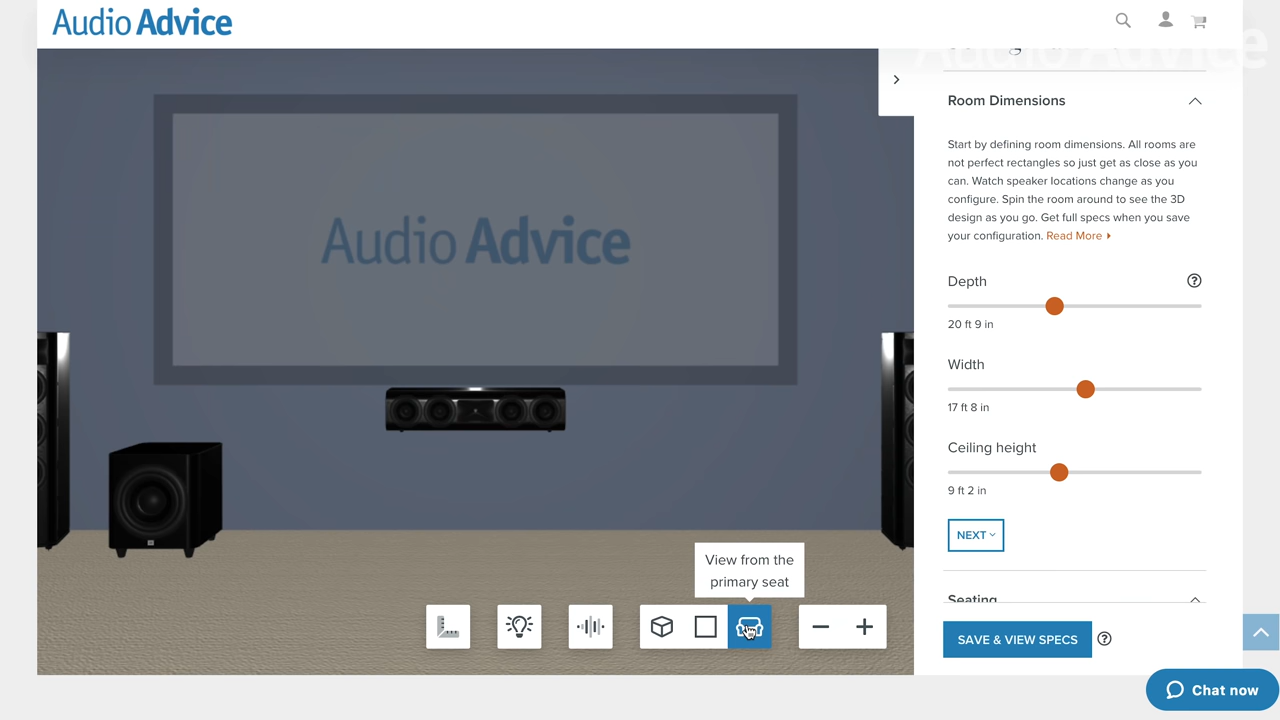 Audio Advice
Audio Advice
Room Dimensions
Start by defining room dimensions. All rooms are
not perfect rectangles so just get as close as you
can. Watch speaker locations change as you
configure. Spin the room around to see the 3D
design as you go. Get full specs when you save
your configuration. Read More
Audio Advice
Depth
20 ft 9 in
Width
17 ft 8 in
Ceiling height
9 ft 2 in
NEXT
View from the
primary seat
Seating
SAVE & VIEW SPECS
Chat now